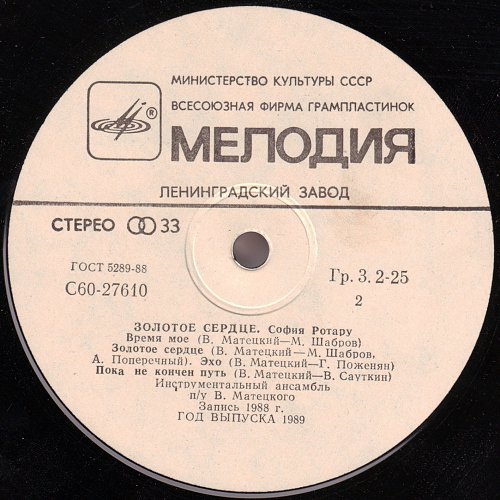 МИНИСТЕРСТВО КУЛЬТУРЫ СССР
ВСЕСОЮЗНАЯ ФИРМА ГРАМПЛАСТИНОК
®
МЕЛОДИЯ
ЛЕНИНГРАДСКИЙ ЗАВОД
СТЕРЕО 33
ГОСТ 5289-88
Гр. 3. 2-25
С60-27610
2
ЗОЛОТОЕ СЕРДЦЕ. София Ротару
Время мое (В. Матецкий—М. Шабров)
Золотое сердце (В. Матецкий—М. Шабров,
А. Поперечный). Эхо (В. Матецкий—Г. Поженян)
Пока не кончен путь (В. Матецкий—В. Сауткин)
Инструментальный ансамбль
п/у В. Матецкого
Запись 1988 г.
ГОД ВЫПУСКА 1989